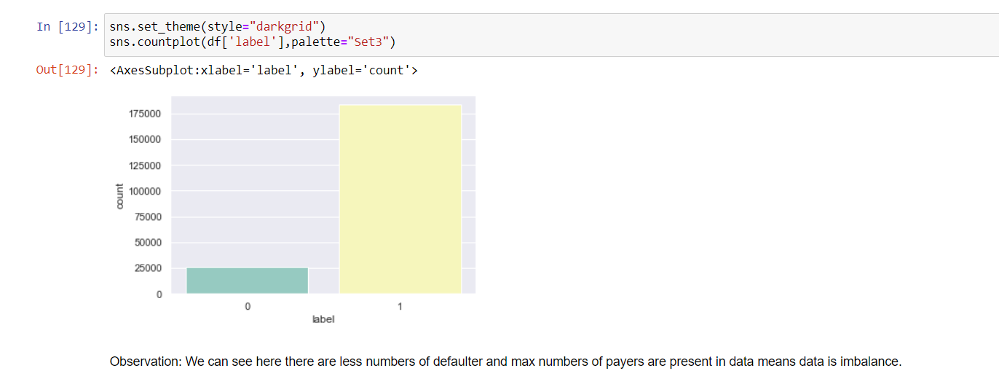 In [129]: sns.set_theme(style="darkgrid")
sns.countplot(df['label'],palette="Set3")
Out[129]: <AxesSubplot:xlabel='label', ylabel='count'>
175000
150000
125000
100000
75000
50000
25000
0
count
0 1
label
Observation: We can see here there are less numbers of defaulter and max numbers of payers are present in data means data is imbalance.